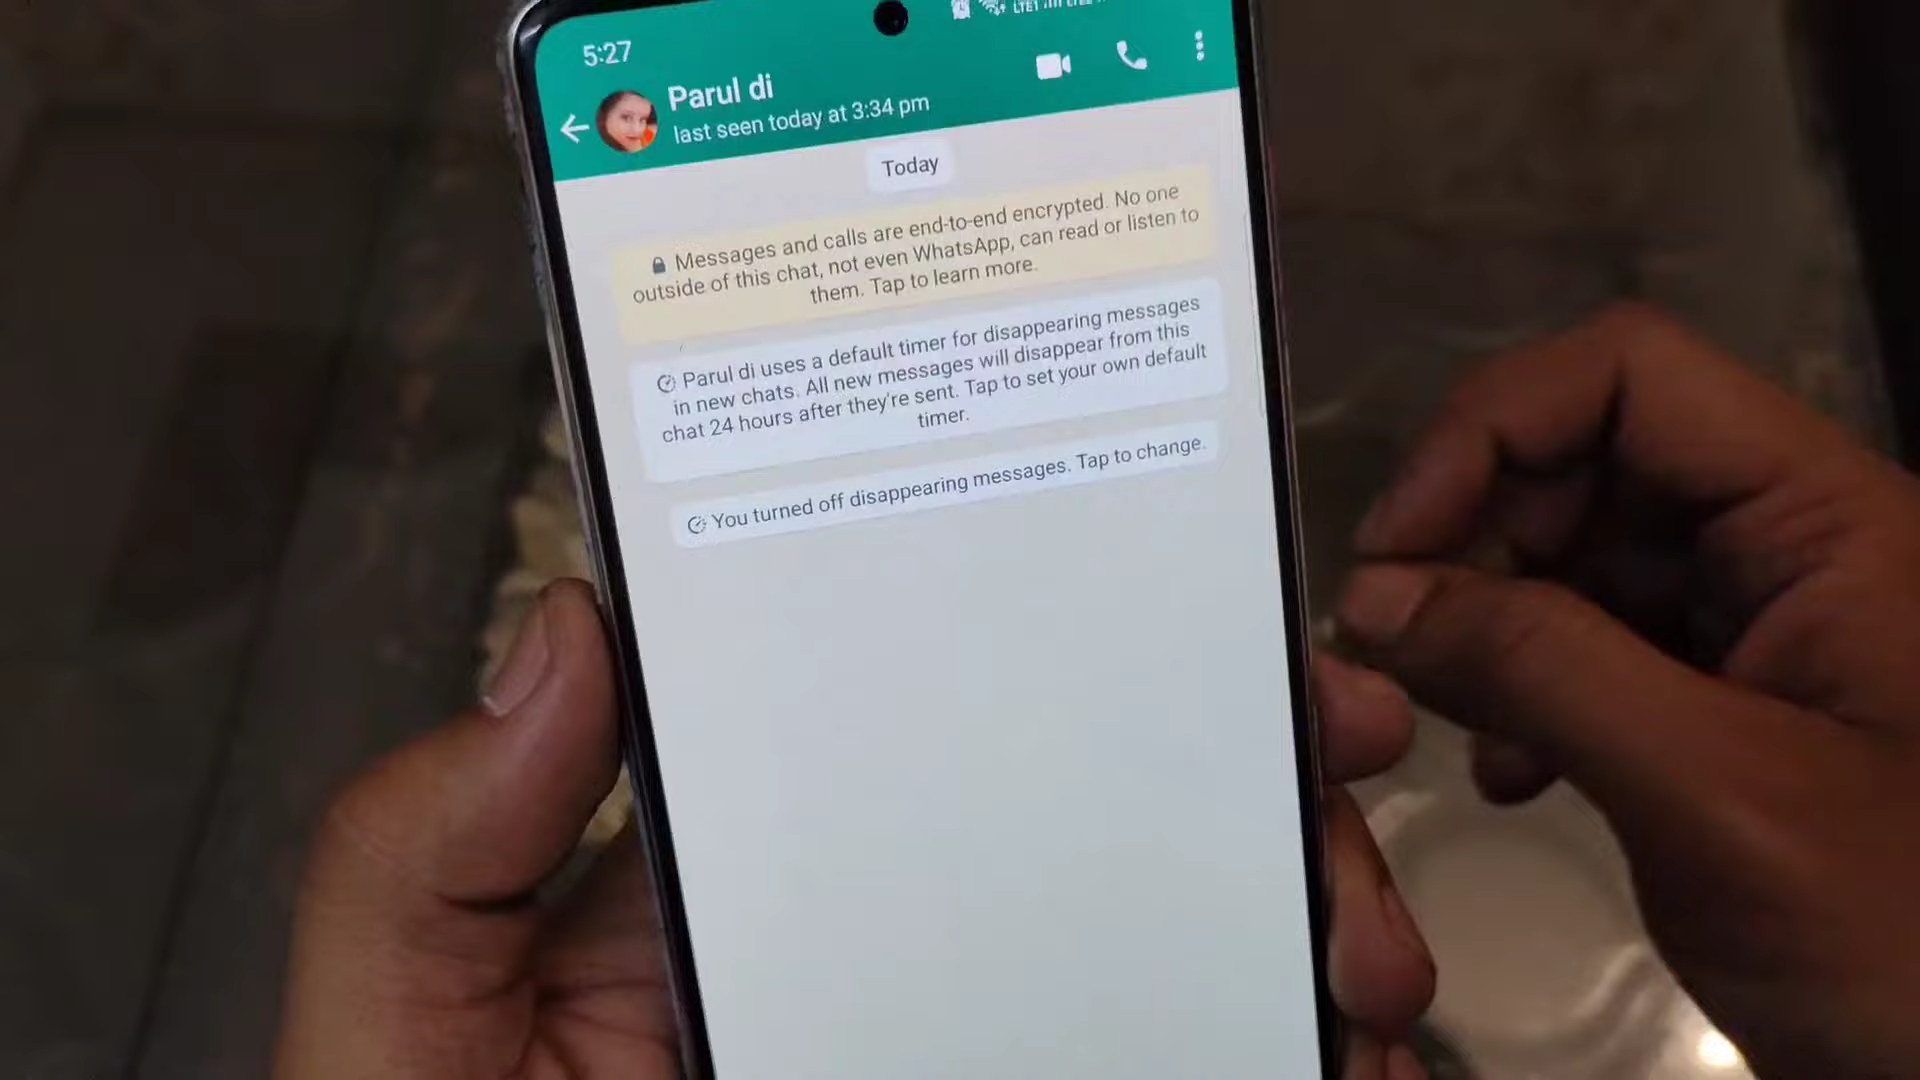 5:27
LTE1
Parul di
last seen today at 3:34 pm
Today
Messages and calls are end-to-end encrypted. No one
outside of this chat, not even WhatsApp, can read or listen to
them. Tap to learn more.
Parul di uses a default timer for disappearing messages
in new chats. All new messages will disappear from this
chat 24 hours after they're sent. Tap to set your own default
timer.
You turned off disappearing messages. Tap to change.